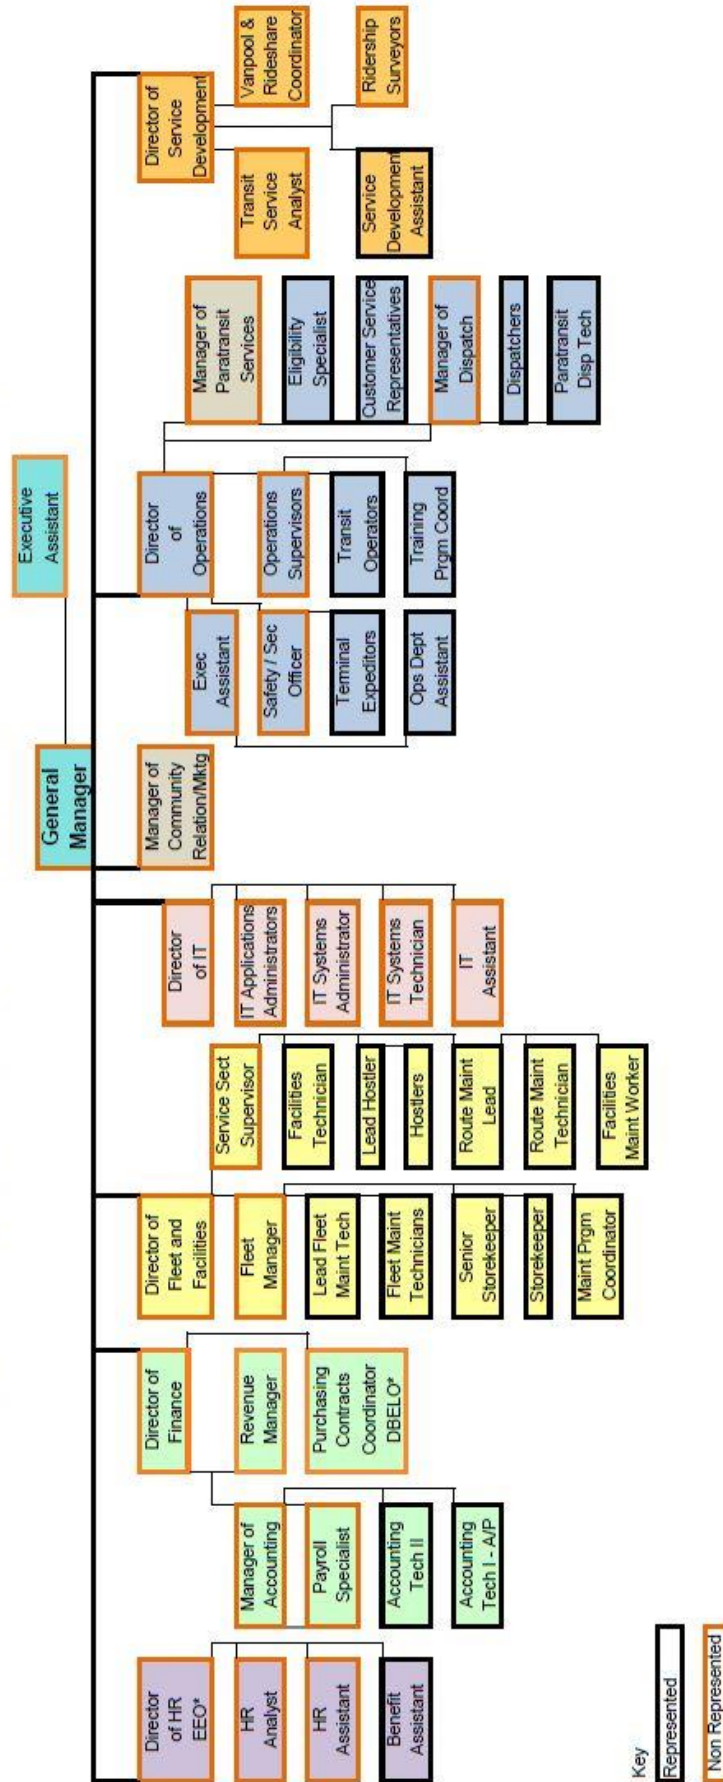 Executive
Assistant
General
Manager
Director of HR
EEO*
HR
Analyst
HR
Assistant
Benefit
Assistant
Director of
Finance
Manager of
Accounting
Payroll
Specialist
Accounting
Tech II
Accounting
Tech I - A/P
Revenue
Manager
Purchasing
Contracts
Coordinator
DBELO*
Director of
Fleet and
Facilities
Fleet
Manager
Lead Fleet
Maint Tech
Fleet Maint
Technicians
Senior
Storekeeper
Storekeeper
Maint Prgm
Coordinator
Service Sect
Supervisor
Facilities
Technician
Lead Hostler
Hostlers
Route Maint
Lead
Route Maint
Technician
Facilities
Maint Worker
Director
of IT
IT Applications
Administrators
IT Systems
Administrator
IT Systems
Technician
IT
Assistant
Manager of
Community
Relation/Mktg
Director
of
Operations
Exec
Assistant
Safety / Sec
Officer
Terminal
Expeditors
Ops Dept
Assistant
Operations
Supervisors
Transit
Operators
Training
Prgm Coord
Manager of
Paratransit
Services
Eligibility
Specialist
Customer Service
Representatives
Manager of
Dispatch
Dispatchers
Paratransit
Disp Tech
Director of
Service
Development
Transit
Service
Analyst
Vanpool &
Rideshare
Coordinator
Service
Development
Assistant
Ridership
Surveyors
Key
Represented
Non Represented